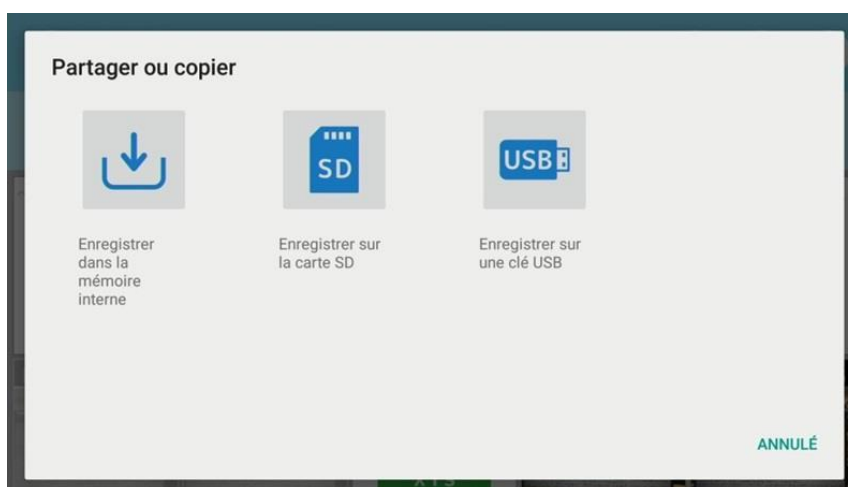 Partager ou copier
SD
USB
Enregistrer
dans la
mémoire
interne
Enregistrer sur
la carte SD
Enregistrer sur
une clé USB
ANNULÉ